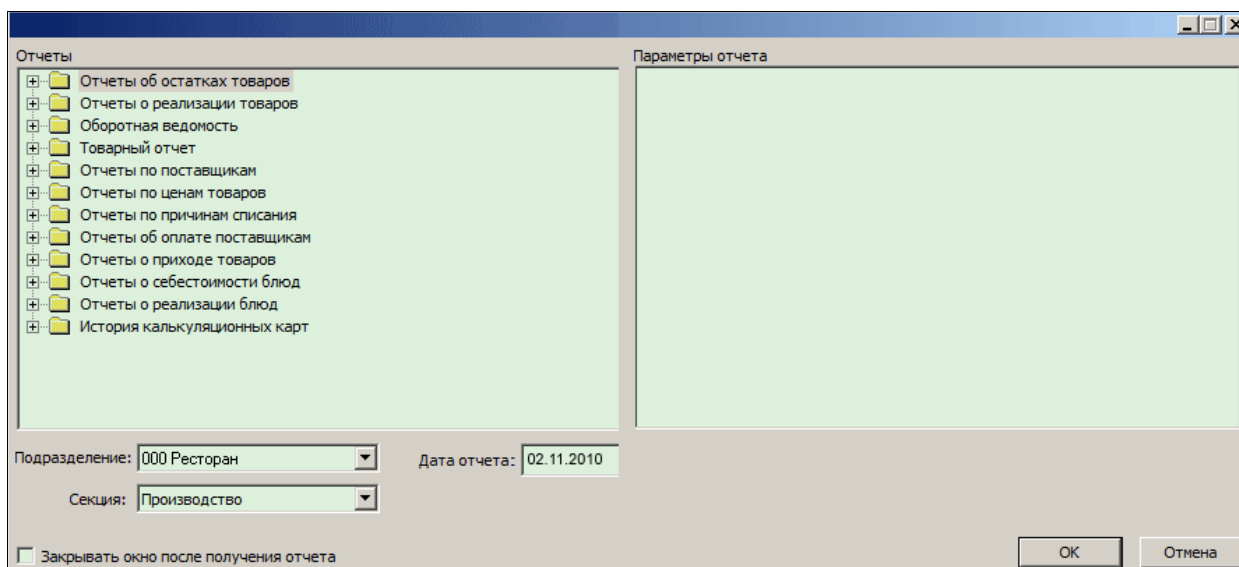 Отчеты
Отчеты об остатках товаров
Отчеты о реализации товаров
Оборотная ведомость
Товарный отчет
Отчеты по поставщикам
Отчеты по ценам товаров
Отчеты по причинам списания
Отчеты об оплате поставщикам
Отчеты о приходе товаров
Отчеты о себестоимости блюд
Отчеты о реализации блюд
История калькуляционных карт
Параметры отчета
Подразделение: 000 Ресторан Дата отчета: 02.11.2010
Секция: Производство
Закрывать окно после получения отчета
ОК Отмена